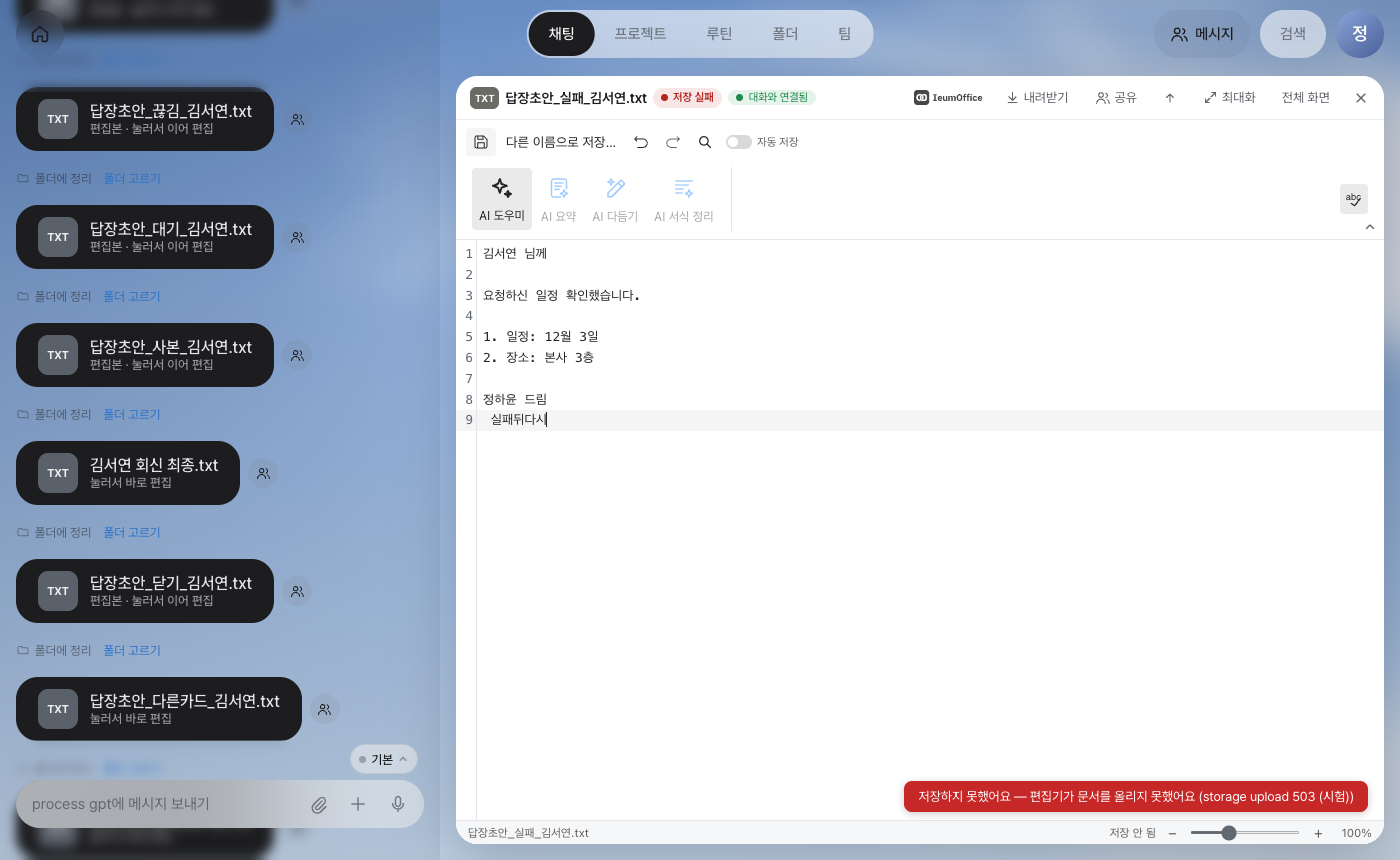 채팅 프로젝트 루틴 폴더 팀
메시지 검색 정
TXT 답장초안_끊김_김서연.txt
편집본 · 눌러서 이어 편집
폴더에 정리 폴더 고르기
TXT 답장초안_대기_김서연.txt
편집본 · 눌러서 이어 편집
폴더에 정리 폴더 고르기
TXT 답장초안_사본_김서연.txt
편집본 · 눌러서 이어 편집
폴더에 정리 폴더 고르기
TXT 김서연 회신 최종.txt
눌러서 바로 편집
폴더에 정리 폴더 고르기
TXT 답장초안_닫기_김서연.txt
편집본 · 눌러서 이어 편집
폴더에 정리 폴더 고르기
TXT 답장초안_다른카드_김서연.txt
눌러서 바로 편집
기본
process gpt에 메시지 보내기
TXT 답장초안_실패_김서연.txt 저장 실패 대화와 연결됨 IeumOffice 내려받기 공유 최대화 전체 화면
다른 이름으로 저장... 자동 저장
AI 도우미 AI 요약 AI 다듬기 AI 서식 정리 abc
1 김서연 님께
2
3 요청하신 일정 확인했습니다.
4
5 1. 일정: 12월 3일
6 2. 장소: 본사 3층
7
8 정하윤 드림
9 실패뒤다시
저장하지 못했어요 — 편집기가 문서를 올리지 못했어요 (storage upload 503 (시험))
답장초안_실패_김서연.txt 저장 안 됨 − + 100%